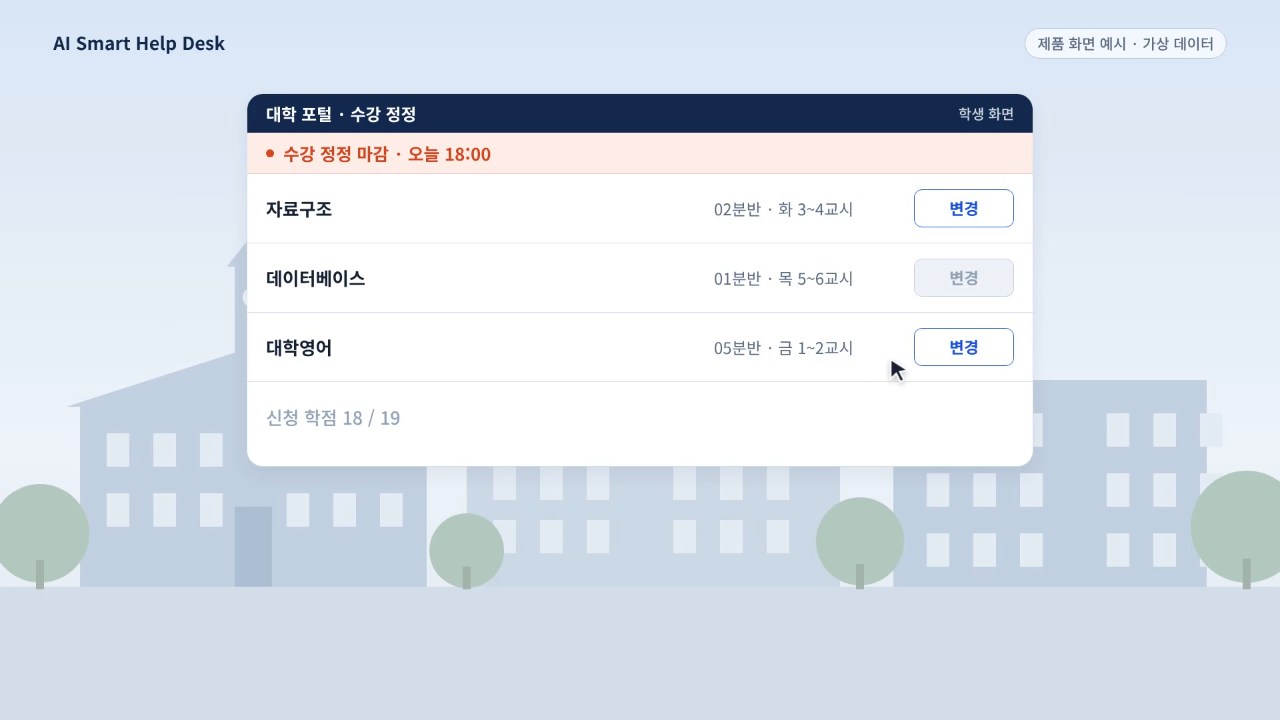 AI Smart Help Desk
제품 화면 예시 · 가상 데이터
대학 포털 · 수강 정정
학생 화면
수강 정정 마감 · 오늘 18:00
자료구조
02분반 · 화 3~4교시
변경
데이터베이스
01분반 · 목 5~6교시
변경
대학영어
05분반 · 금 1~2교시
변경
신청 학점 18 / 19